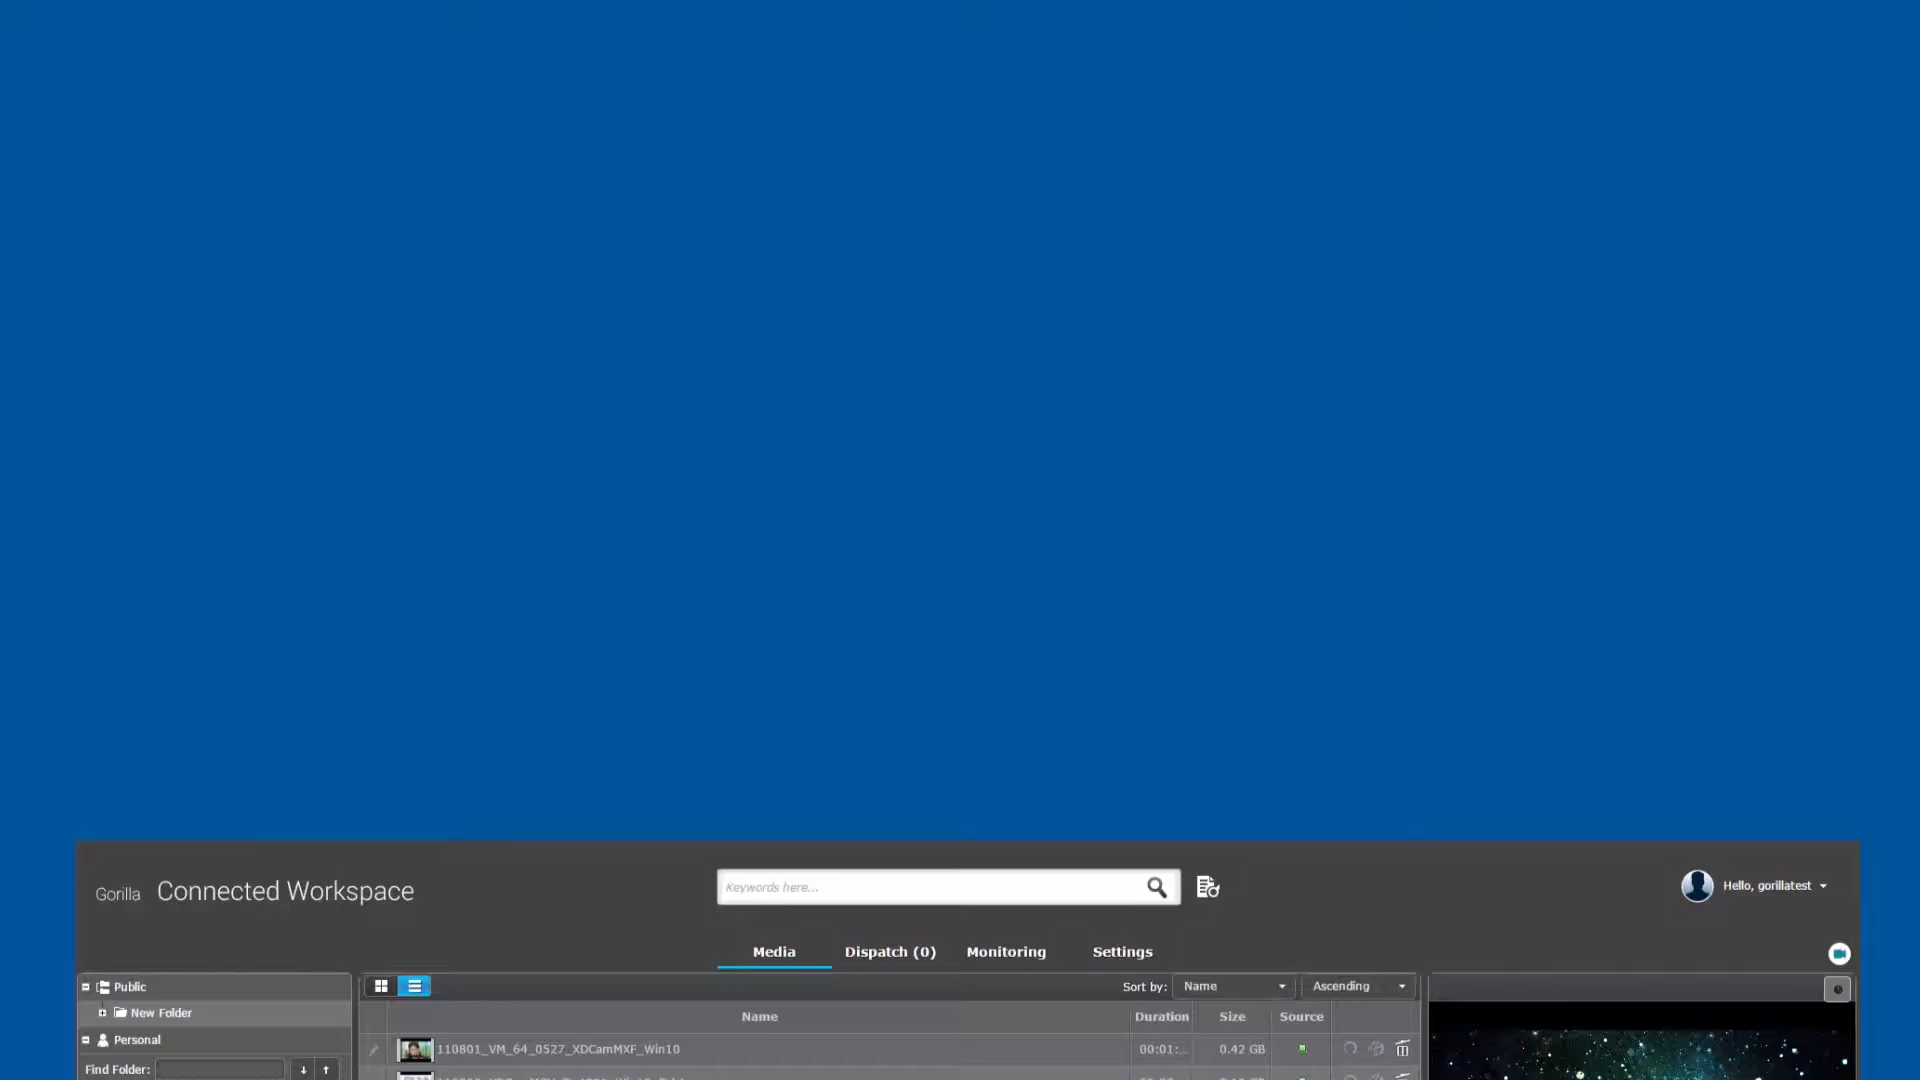 Gorilla Connected Workspace
Keywords here...
Hello, gorillatest
Media Dispatch (0) Monitoring Settings
Public
New Folder
Personal
Find Folder:
Sort by: Name Ascending
Name Duration Size Source
110801_VM_64_0527_XDCamMXF_Win10 00:01:... 0.42 GB